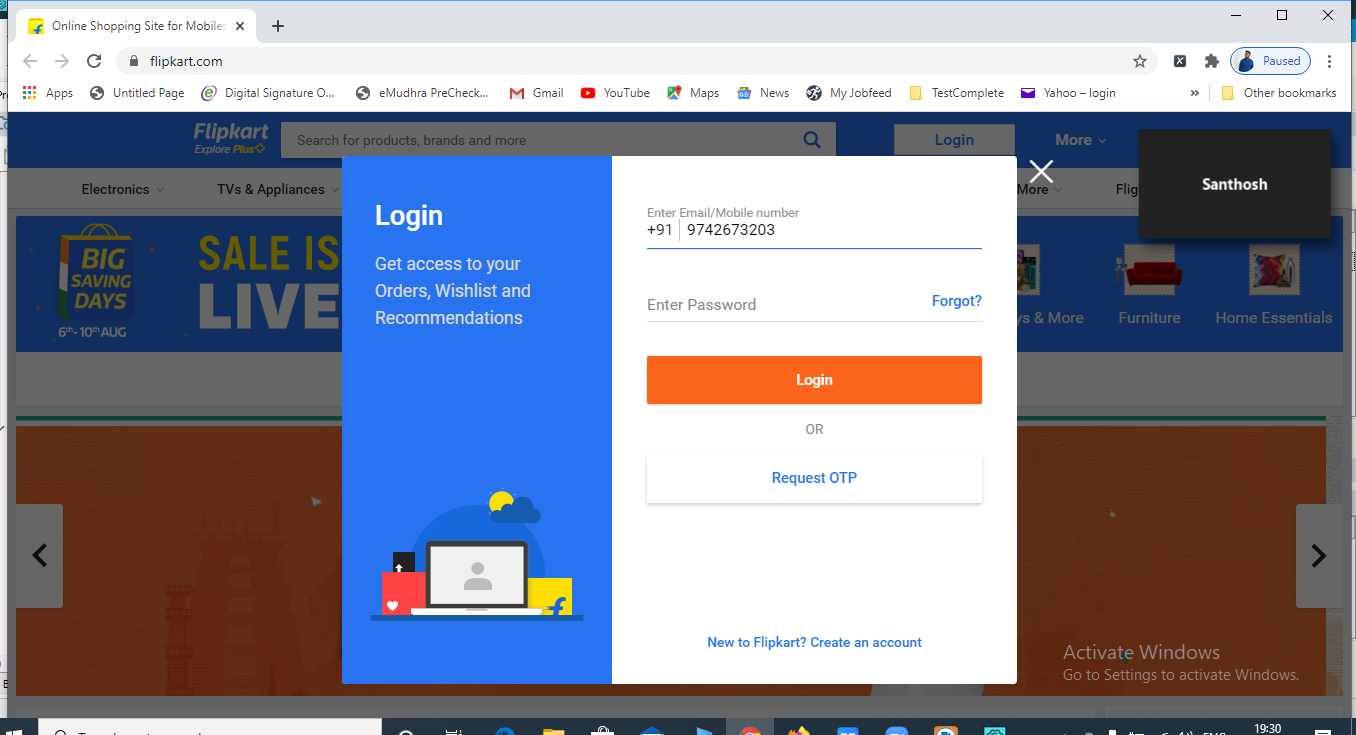 Online Shopping Site for Mobiles
flipkart.com
Paused
Apps
Untitled Page
Digital Signature O...
eMudhra PreCheck...
Gmail
YouTube
Maps
News
My Jobfeed
TestComplete
Yahoo – login
»
Other bookmarks
Flipkart
Explore Plus
Search for products, brands and more
Login
More
Santhosh
Electronics
TVs & Appliances
More
Flig
BIG
SAVING
DAYS
6th-10th AUG
SALE IS
LIVE
ys & More
Furniture
Home Essentials
Login
Get access to your
Orders, Wishlist and
Recommendations
Enter Email/Mobile number
+91 9742673203
Enter Password
Forgot?
Login
OR
Request OTP
New to Flipkart? Create an account
Activate Windows
Go to Settings to activate Windows.
19:30
ENG